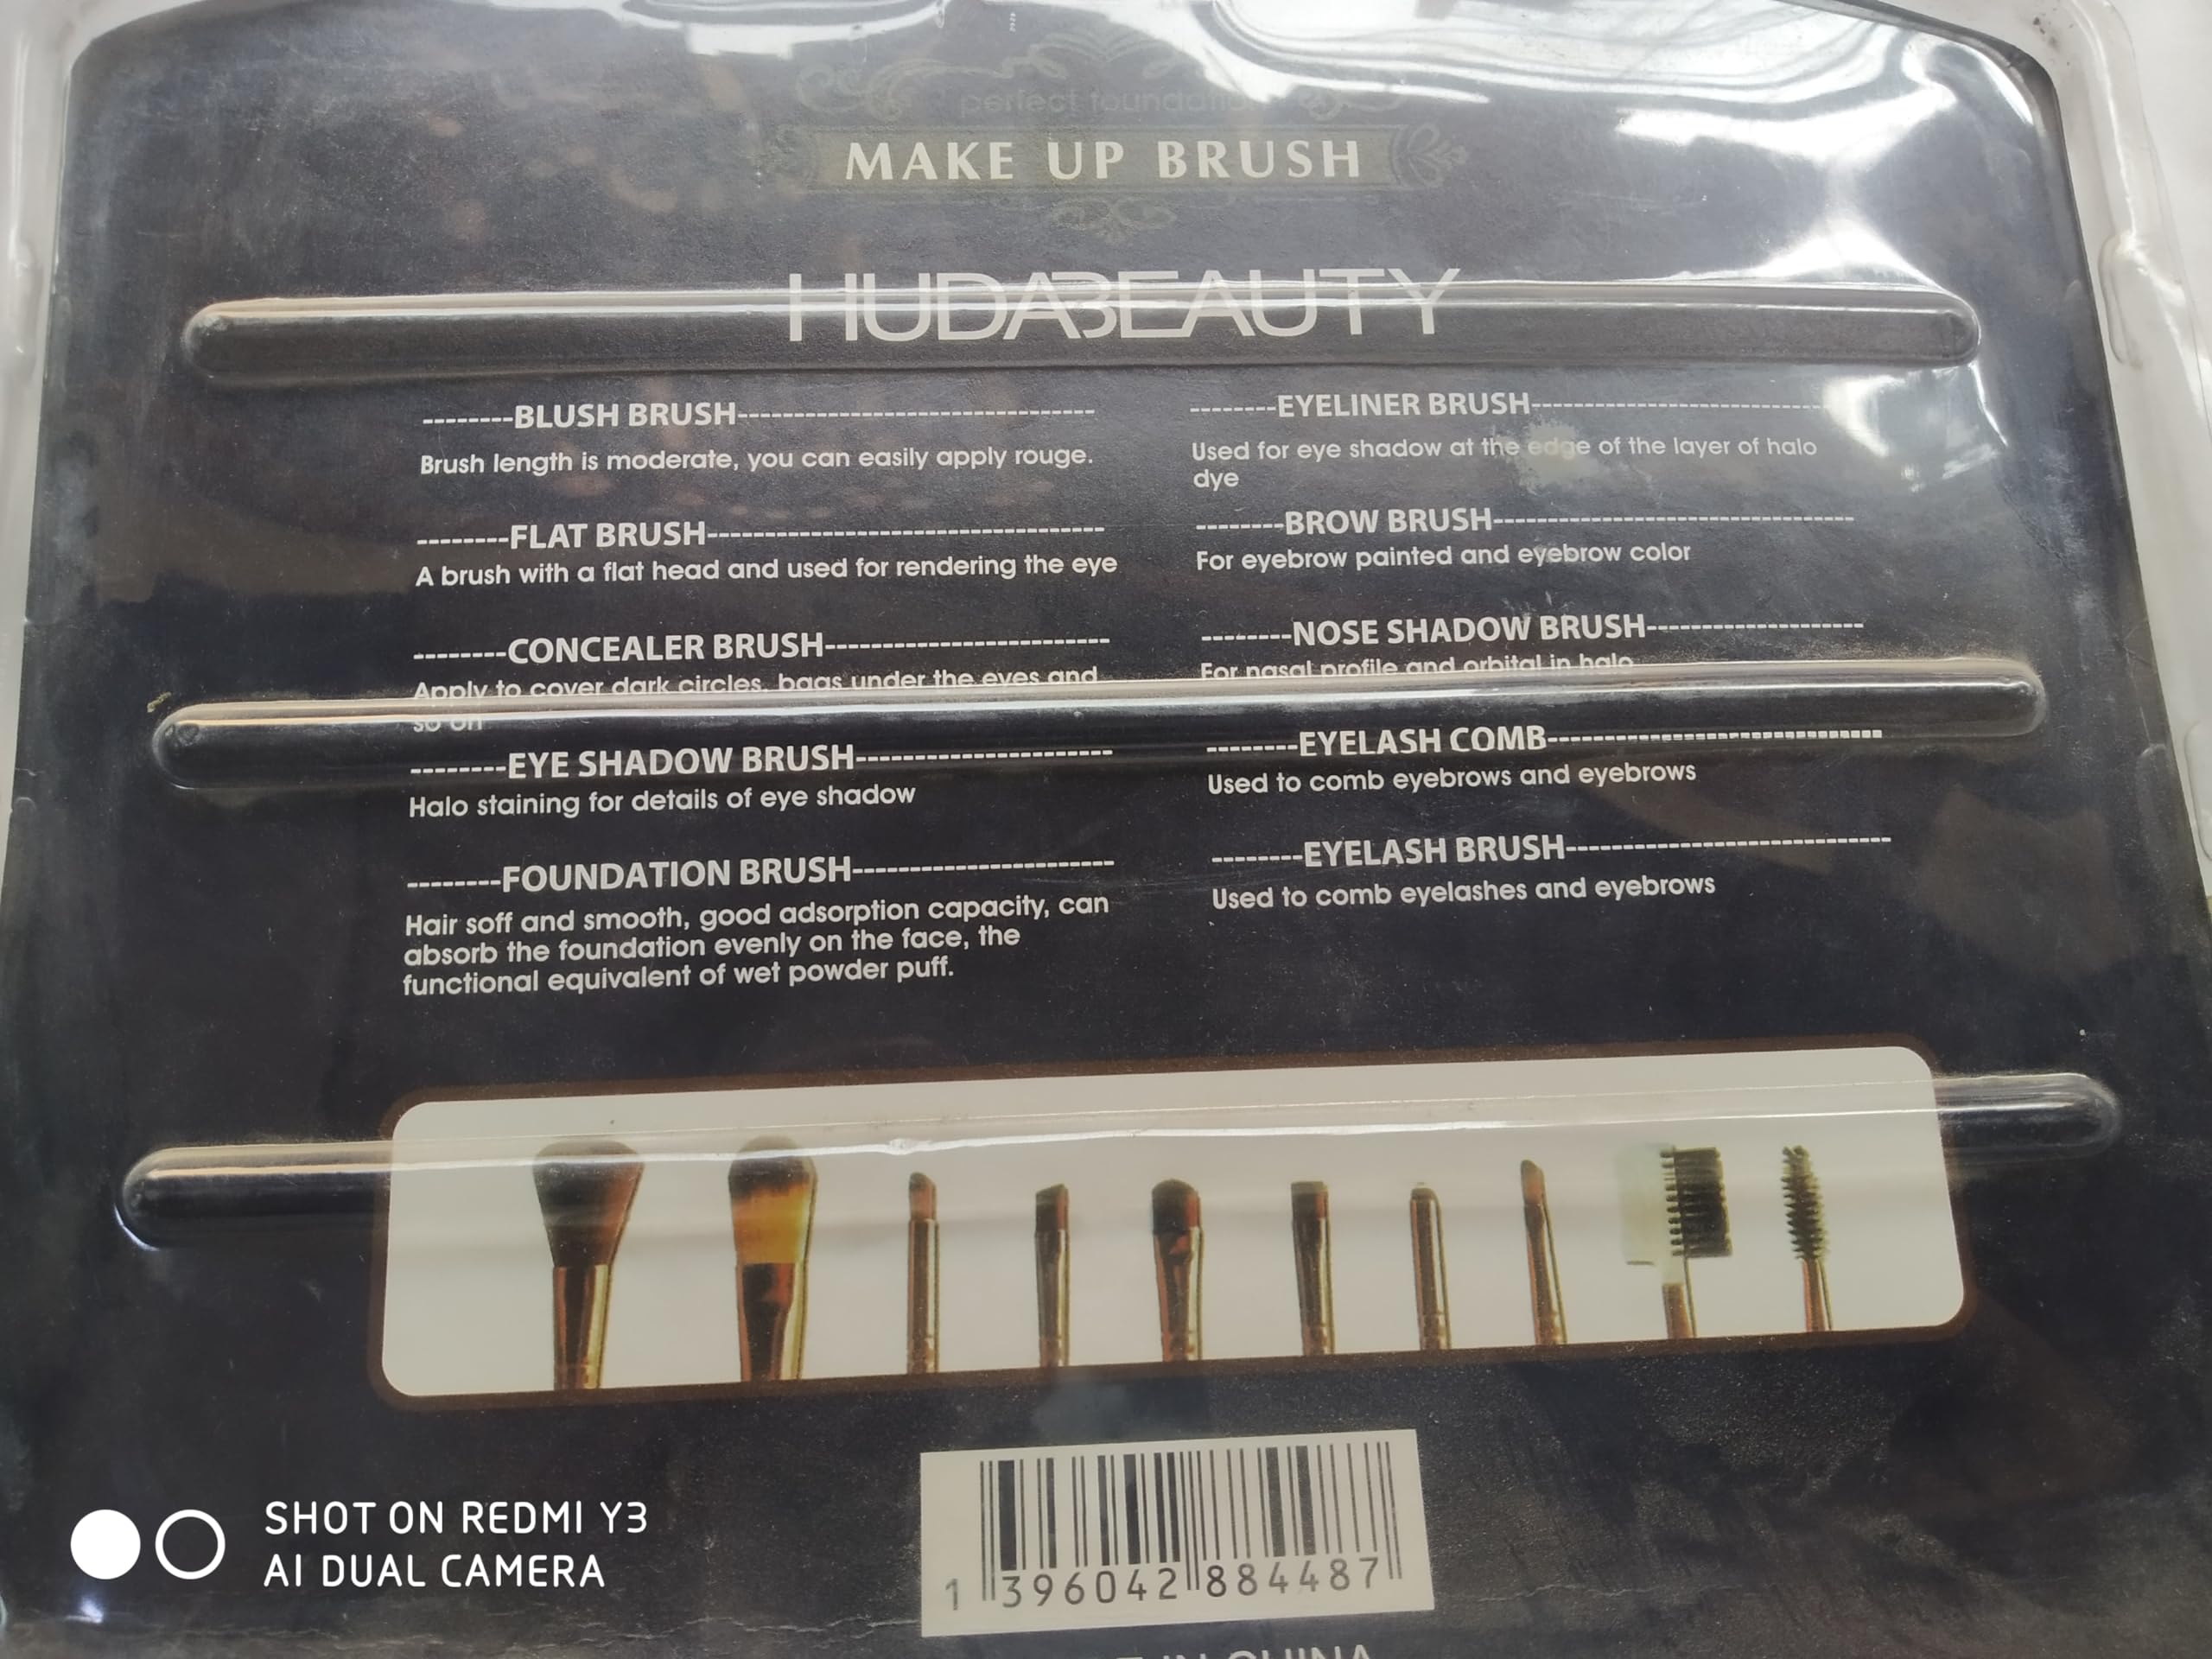 perfect foundation
MAKE UP BRUSH
HUDABEAUTY
--------BLUSH BRUSH--------------------------------
Brush length is moderate, you can easily apply rouge.
--------FLAT BRUSH-----------------------------------
A brush with a flat head and used for rendering the eye
--------CONCEALER BRUSH-------------------------
Apply to cover dark circles, bags under the eyes and
so on
--------EYE SHADOW BRUSH----------------------
Halo staining for details of eye shadow
--------FOUNDATION BRUSH----------------------
Hair soff and smooth, good adsorption capacity, can
absorb the foundation evenly on the face, the
functional equivalent of wet powder puff.
--------EYELINER BRUSH--------------------------
Used for eye shadow at the edge of the layer of halo
dye
--------BROW BRUSH--------------------------------
For eyebrow painted and eyebrow color
--------NOSE SHADOW BRUSH-------------------
For nasal profile and orbital in halo
--------EYELASH COMB-----------------------------
Used to comb eyebrows and eyebrows
--------EYELASH BRUSH----------------------------
Used to comb eyelashes and eyebrows
1 396042 884487
IN CHINA
SHOT ON REDMI Y3
AI DUAL CAMERA